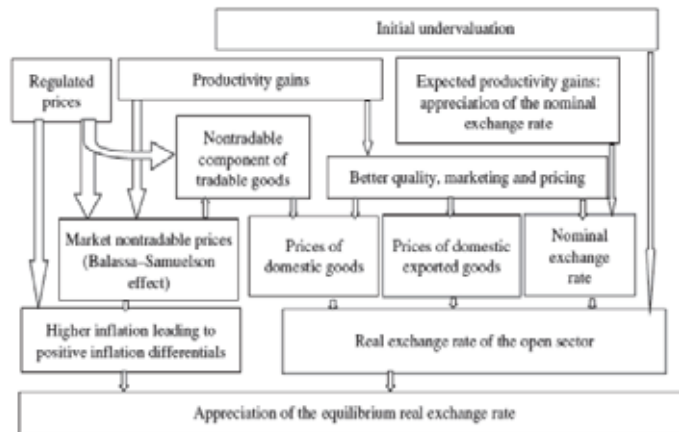 Initial undervaluation
Regulated
prices
Productivity gains
Expected productivity gains:
appreciation of the nominal
exchange rate
Nontradable
component of
tradable goods
Better quality, marketing and pricing
Market nontradable prices
(Balassa–Samuelson
effect)
Prices of
domestic goods
Prices of domestic
exported goods
Nominal
exchange
rate
Higher inflation leading to
positive inflation differentials
Real exchange rate of the open sector
Appreciation of the equilibrium real exchange rate